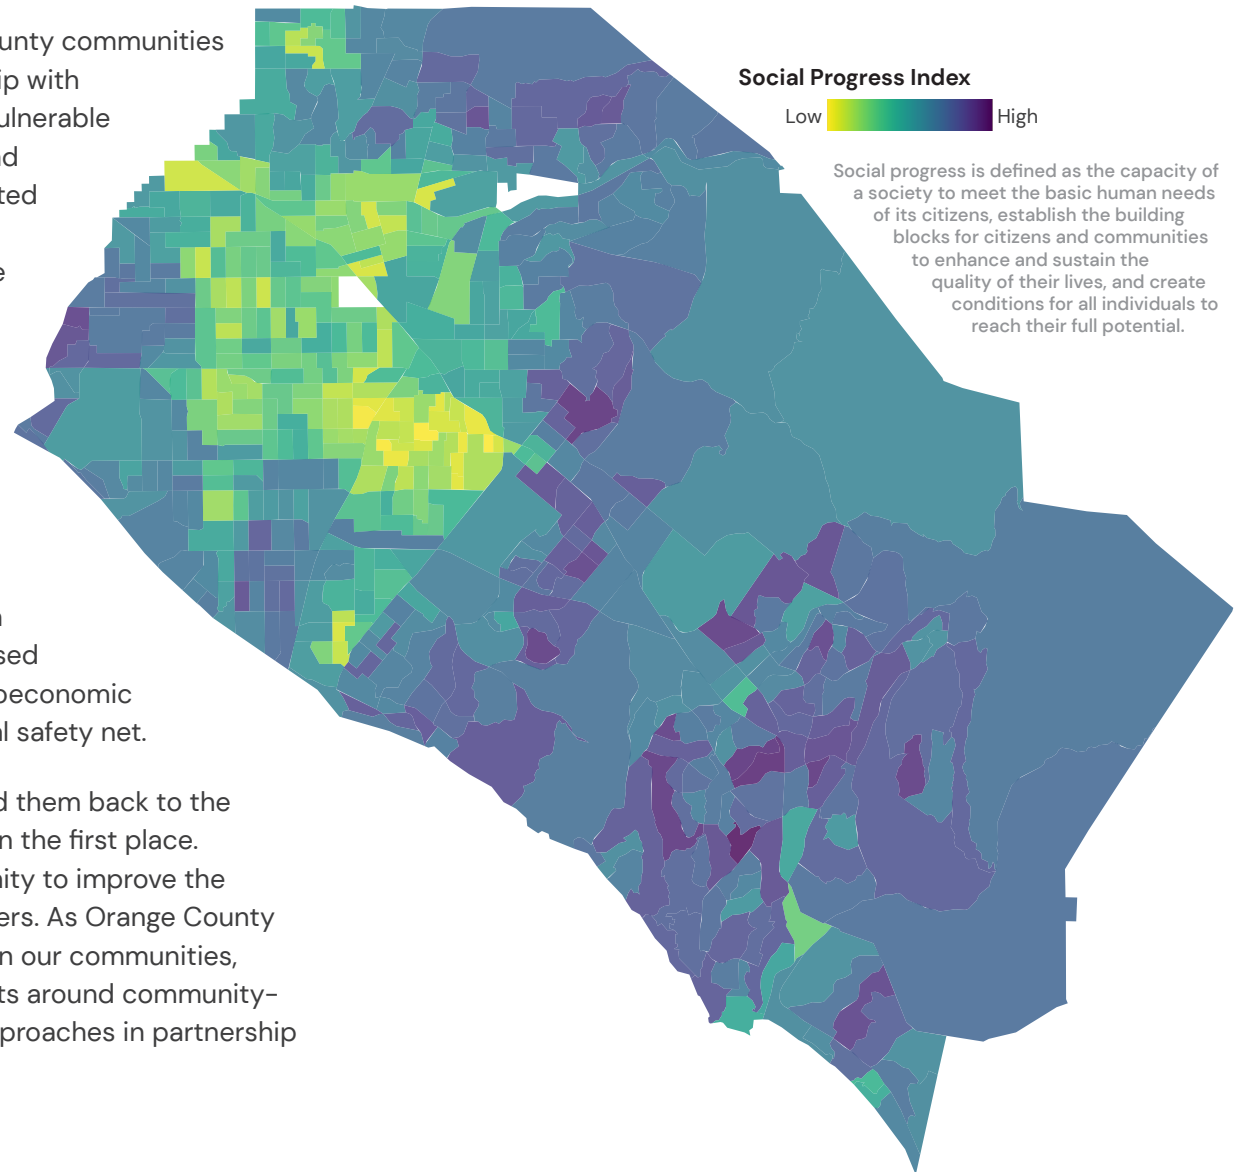 unty communities
ip with
ulnerable
nd
ted
e
n
sed
oeconomic
al safety net.
d them back to the
n the first place.
nity to improve the
ers. As Orange County
n our communities,
ts around community-
proaches in partnership
Social Progress Index
Low High
Social progress is defined as the capacity of
a society to meet the basic human needs
of its citizens, establish the building
blocks for citizens and communities
to enhance and sustain the
quality of their lives, and create
conditions for all individuals to
reach their full potential.